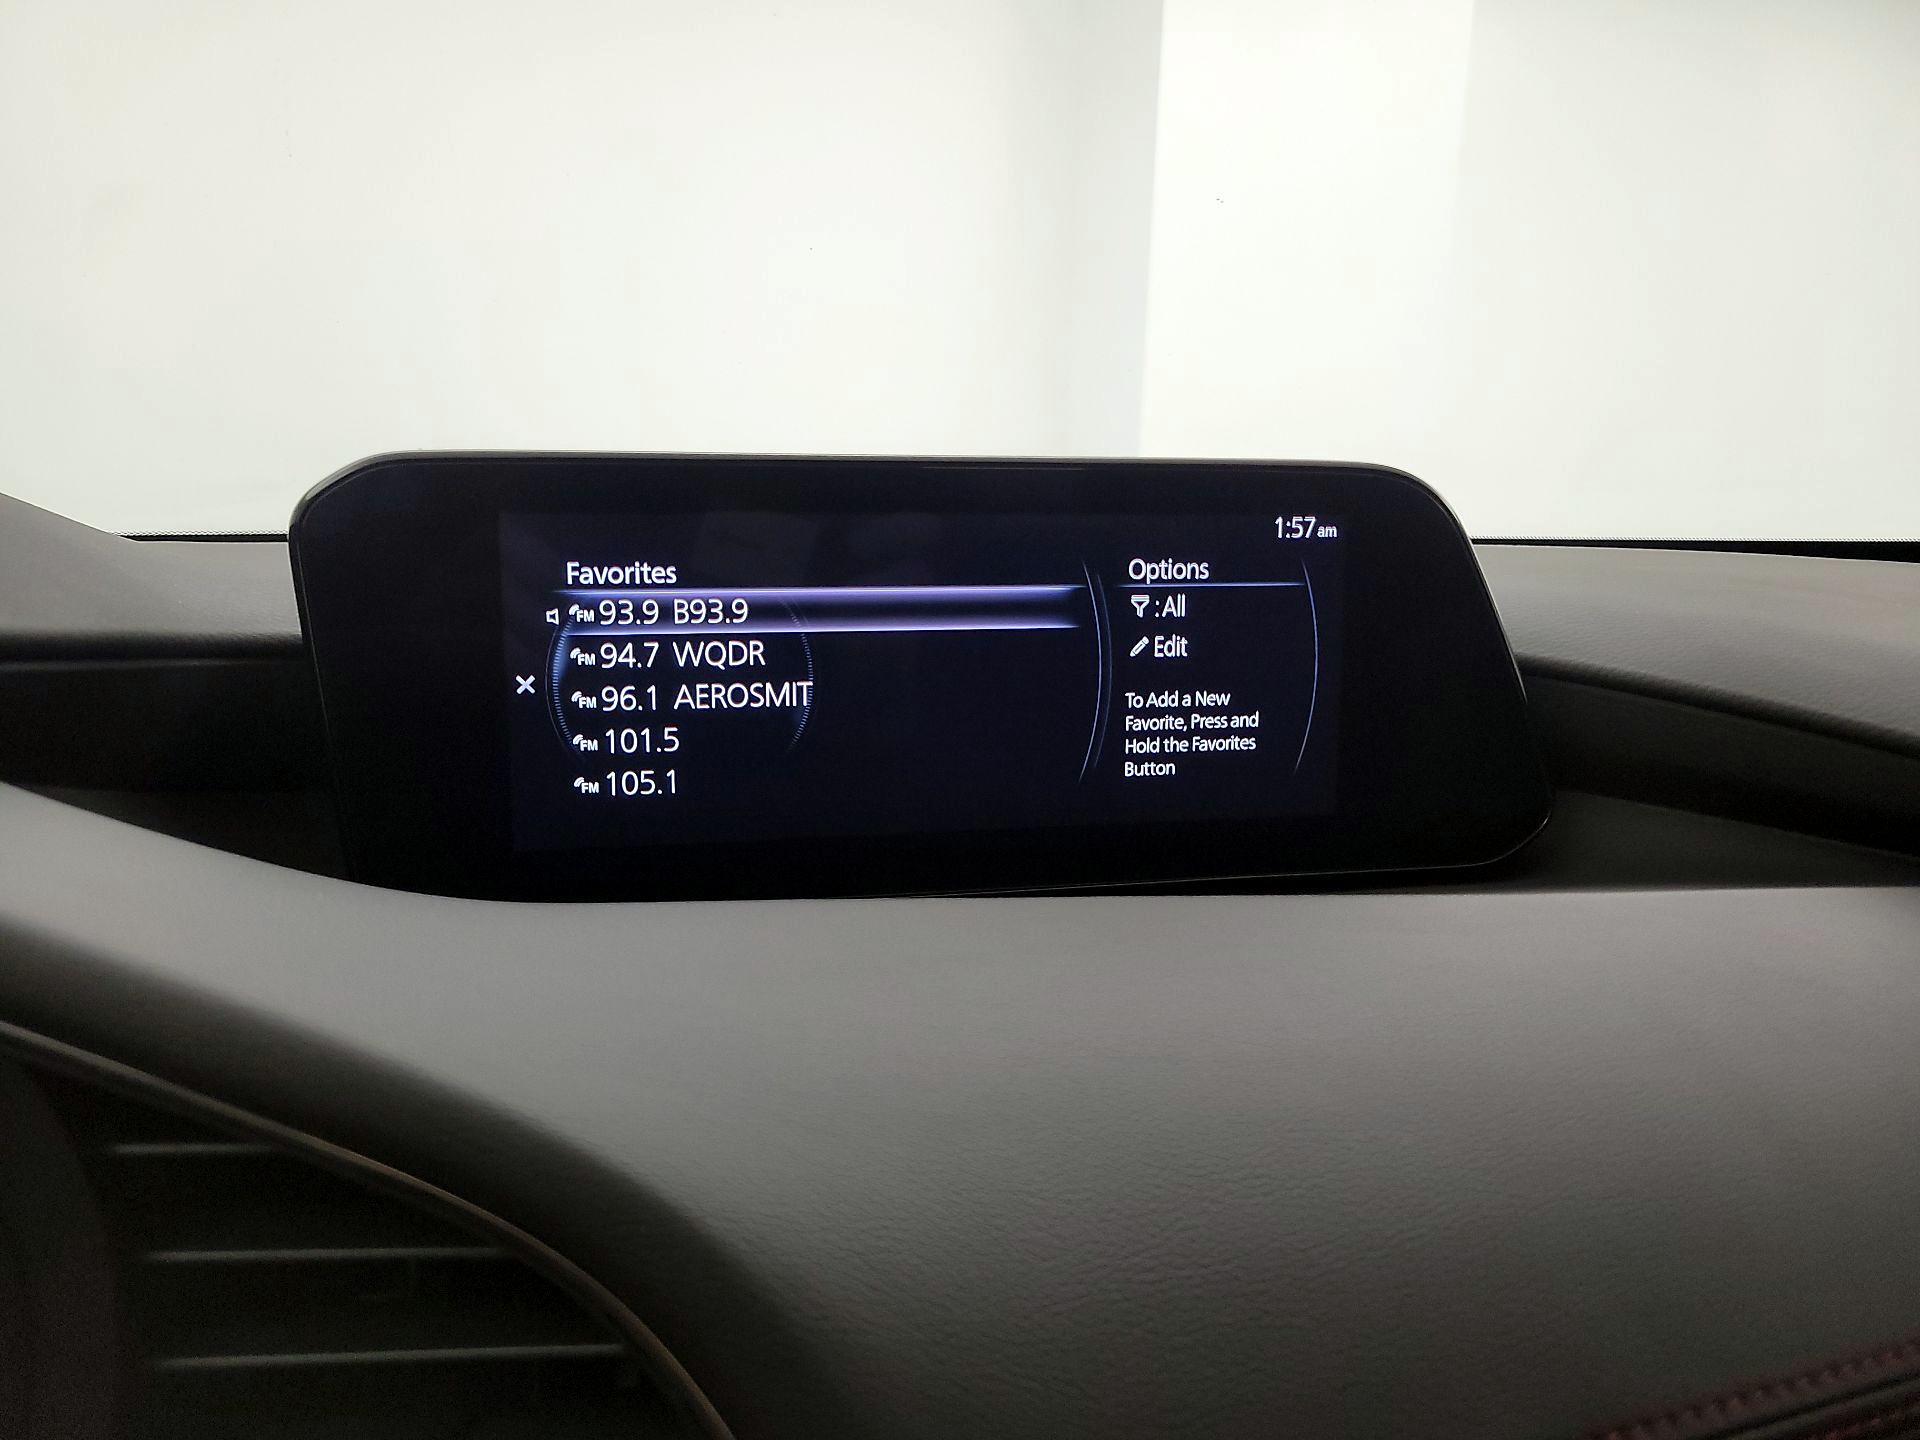 1:57 am
Favorites
FM 93.9 B93.9
FM 94.7 WQDR
FM 96.1 AEROSMIT
FM 101.5
FM 105.1
Options
: All
Edit
To Add a New
Favorite, Press and
Hold the Favorites
Button